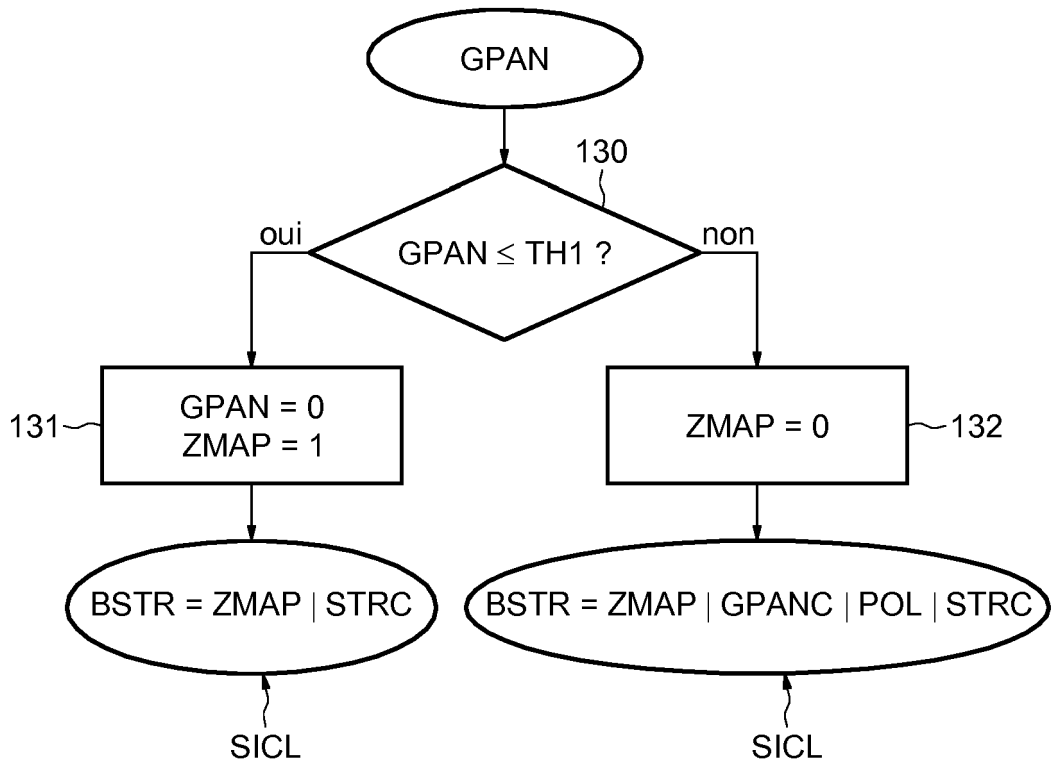 GPAN
130
oui
non
GPAN ≤ TH1 ?
GPAN = 0
ZMAP = 1
131
ZMAP = 0
132
BSTR = ZMAP | STRC
BSTR = ZMAP | GPANC | POL | STRC
SICL
SICL